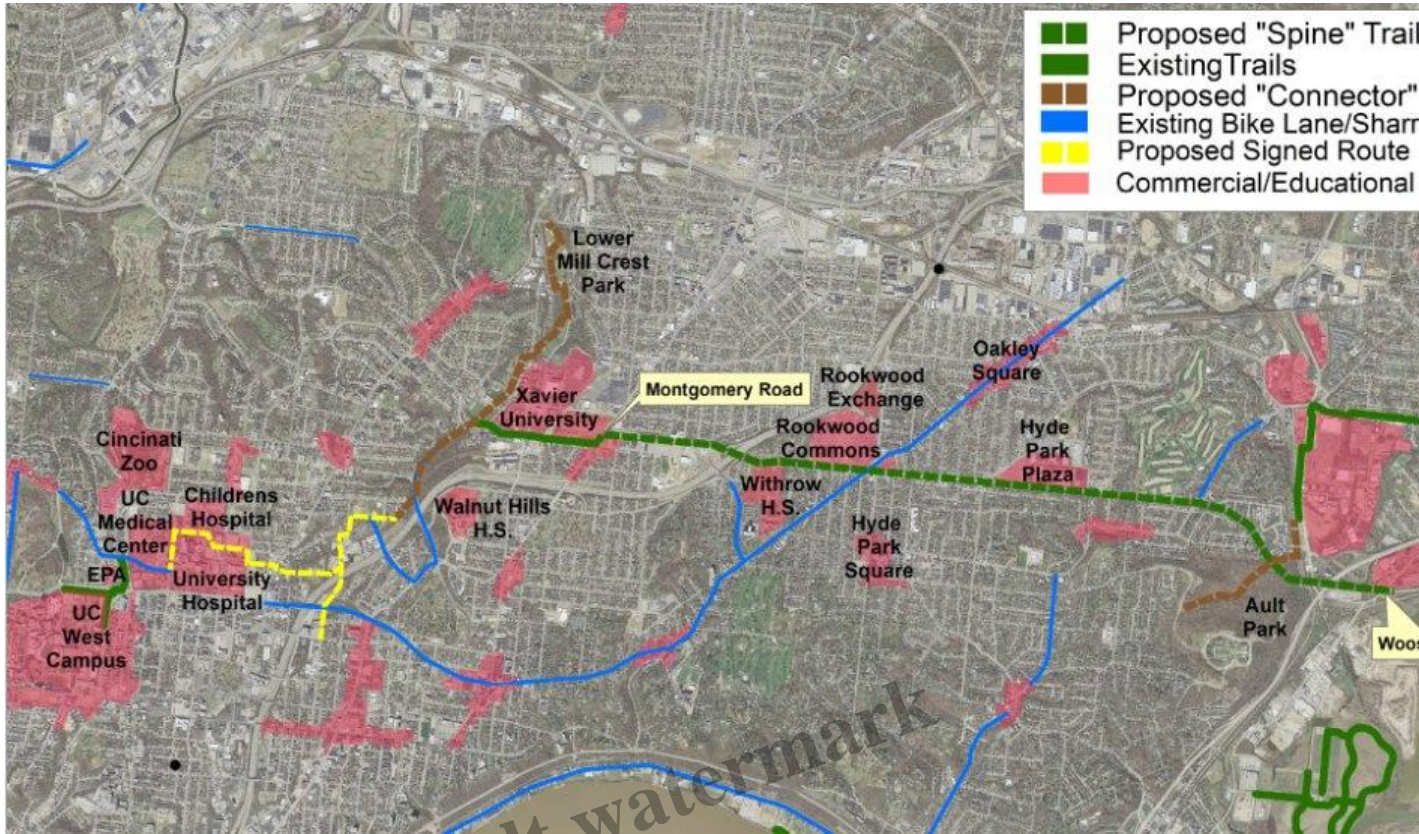 Proposed "Spine" Trail
ExistingTrails
Proposed "Connector"
Existing Bike Lane/Sharr
Proposed Signed Route
Commercial/Educational
Lower
Mill Crest
Park
Oakley
Square
Montgomery Road
Rookwood
Exchange
Xavier
University
Rookwood
Commons
Hyde
Park
Plaza
Cincinati
Zoo
UC
Medical
Center
Childrens
Hospital
Walnut Hills
H.S.
Withrow
H.S.
Hyde
Park
Square
EPA
University
Hospital
UC
West
Campus
Ault
Park
Woos
lt watermark